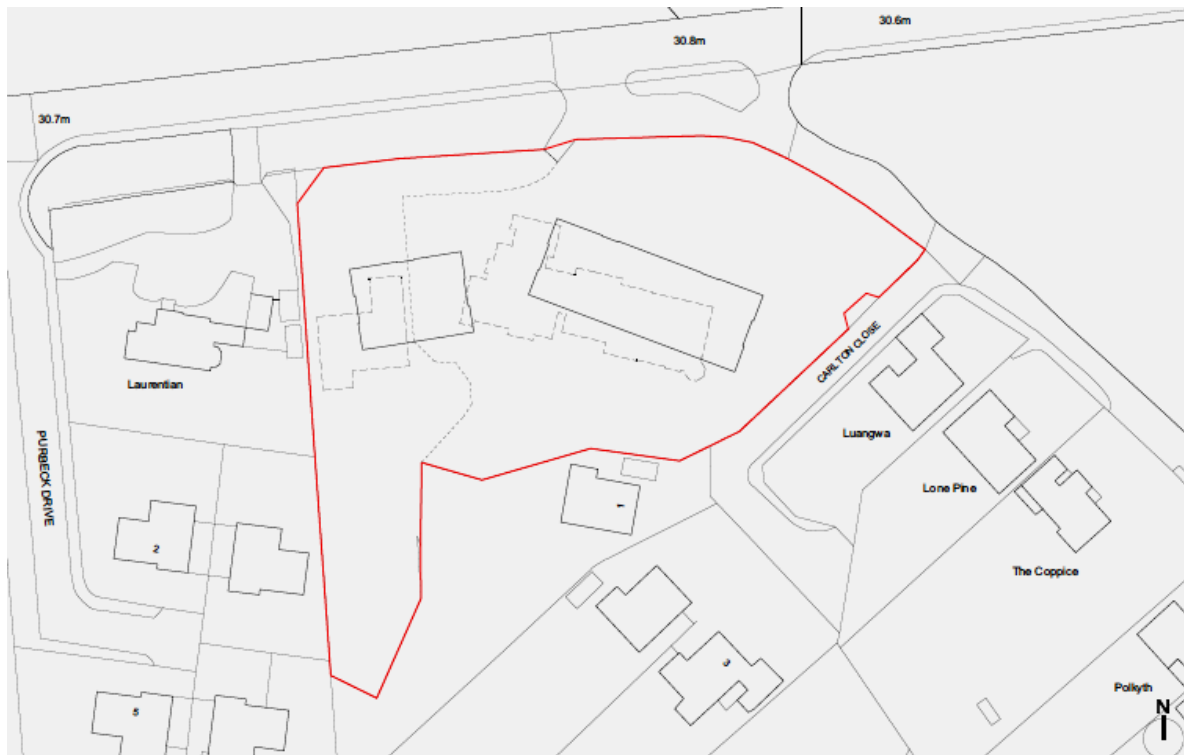 30.6m
30.8m
30.7m
CARLTON CLOSE
Laurentian
Luangwa
PURBECK DRIVE
Lone Pine
1
2
The Coppice
3
Polkyth
5
N